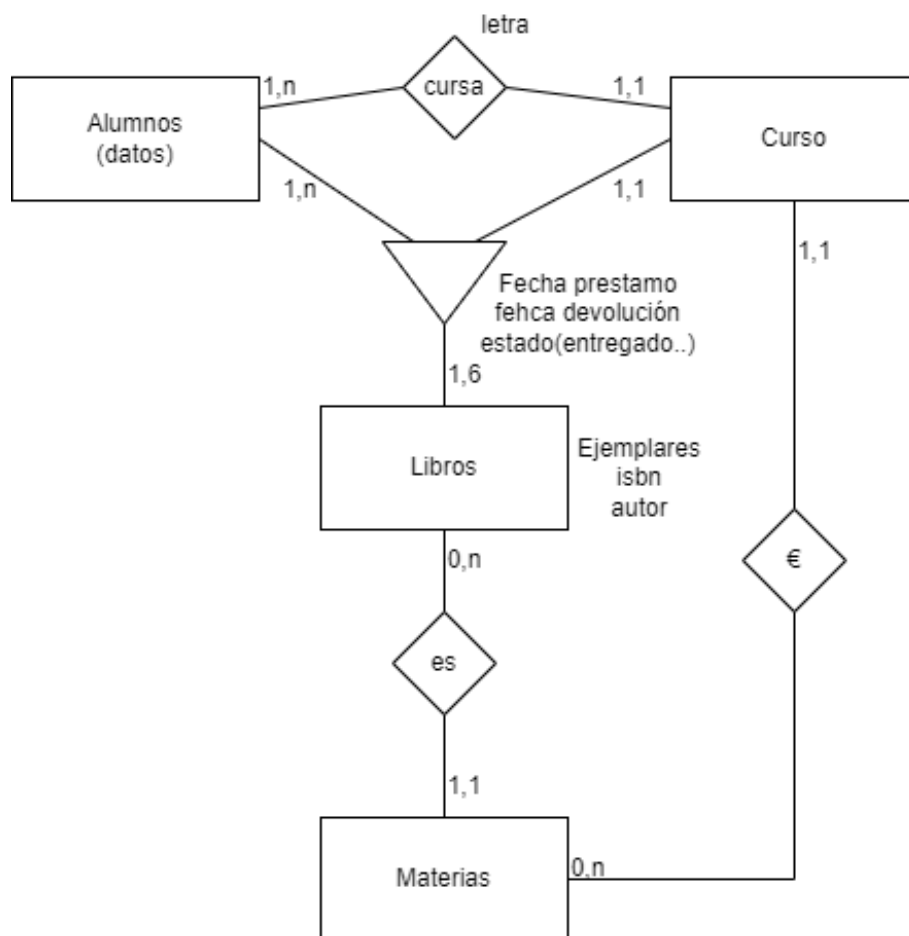 letra
cursa
1,n
1,1
Alumnos
(datos)
Curso
1,n
1,1
1,1
Fecha prestamo
fehca devolución
estado(entregado..)
1,6
Libros
Ejemplares
isbn
autor
0,n
€
es
1,1
Materias
0,n